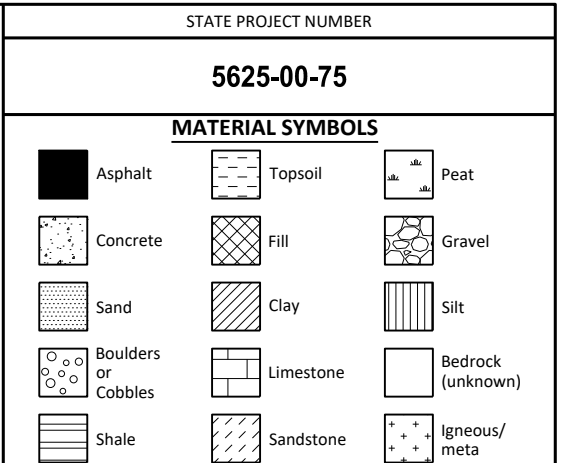 STATE PROJECT NUMBER
5625-00-75
MATERIAL SYMBOLS
Asphalt
Topsoil
Peat
Concrete
Fill
Gravel
Sand
Clay
Silt
Boulders
or
Cobbles
Limestone
Bedrock
(unknown)
Shale
Sandstone
Igneous/
meta